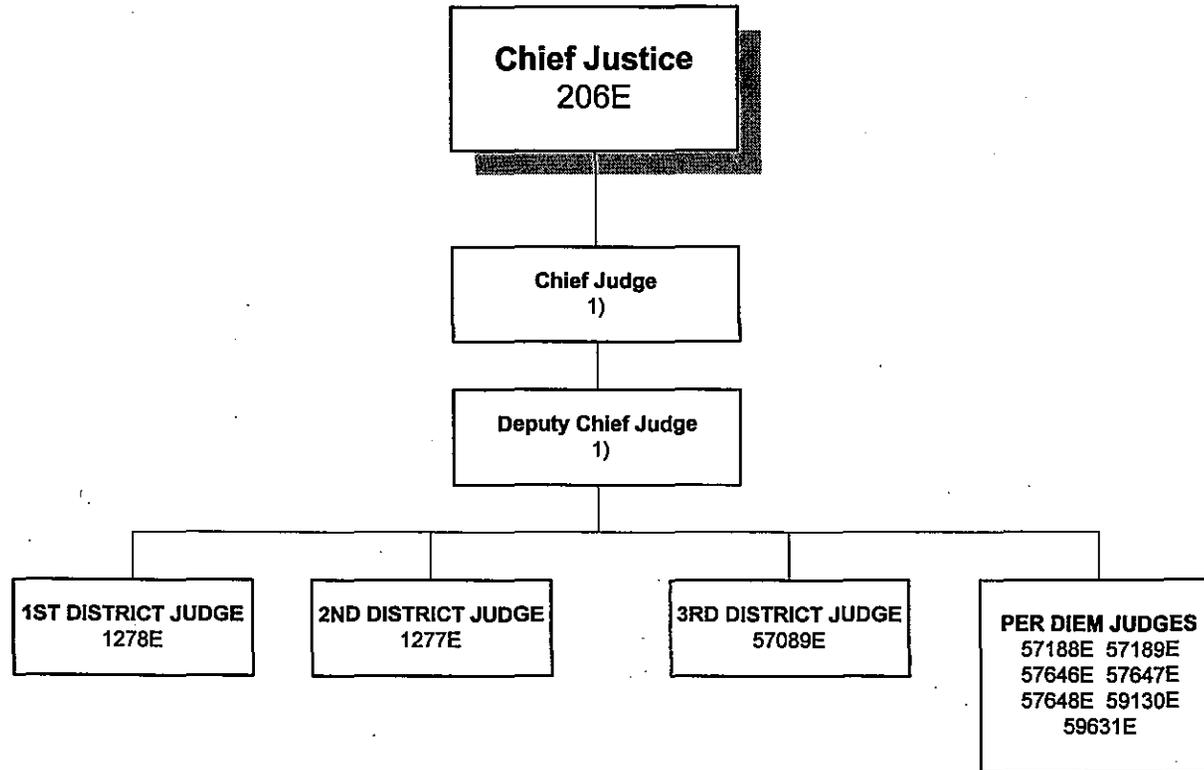 Chief Justice
206E
Chief Judge
1)
Deputy Chief Judge
1)
1ST DISTRICT JUDGE
1278E
2ND DISTRICT JUDGE
1277E
3RD DISTRICT JUDGE
57089E
PER DIEM JUDGES
57188E 57189E
57646E 57647E
57648E 59130E
59631E